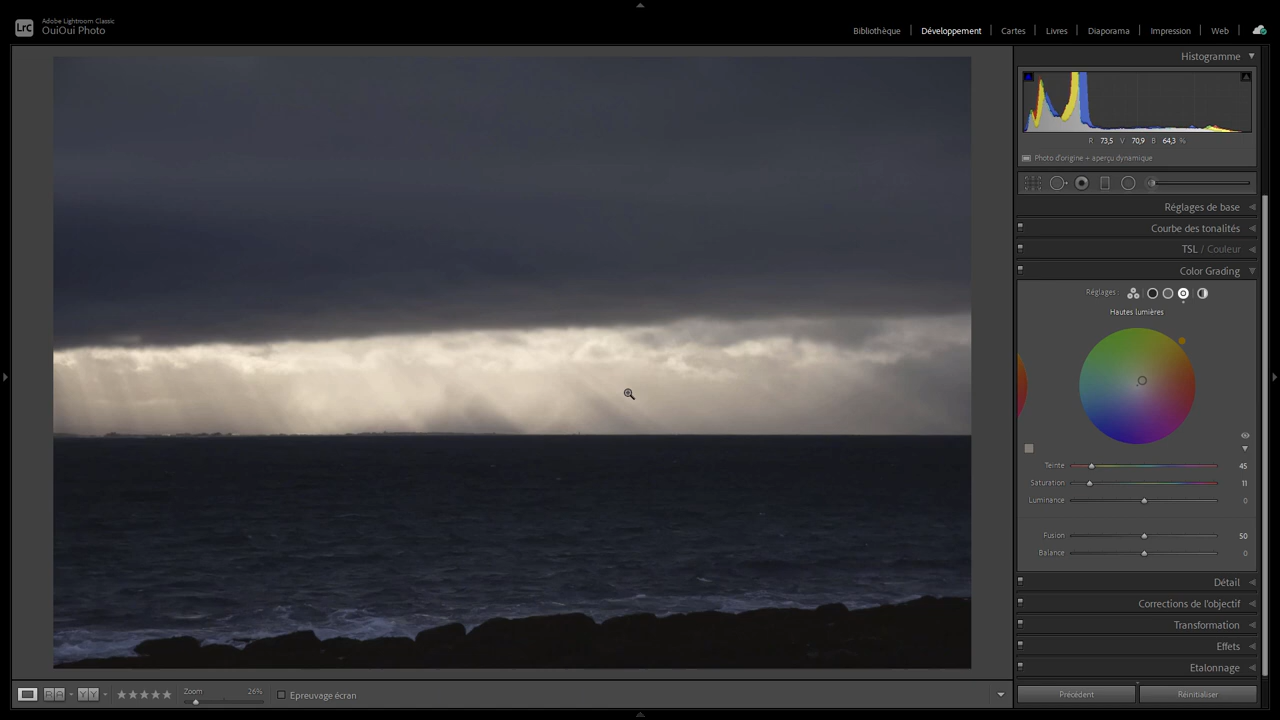 Lrc
Adobe Lightroom Classic
OuiOui Photo
Bibliothèque | Développement | Cartes | Livres | Diaporama | Impression | Web
Histogramme
R 73,5 V 70,9 B 64,3 %
Photo d'origine + aperçu dynamique
Réglages de base
Courbe des tonalités
TSL / Couleur
Color Grading
Réglages :
Hautes lumières
Teinte 45
Saturation 11
Luminance 0
Fusion 50
Balance 0
Détail
Corrections de l'objectif
Transformation
Effets
Etalonnage
R A
Y Y
Zoom 26%
Epreuvage écran
Précédent
Réinitialiser